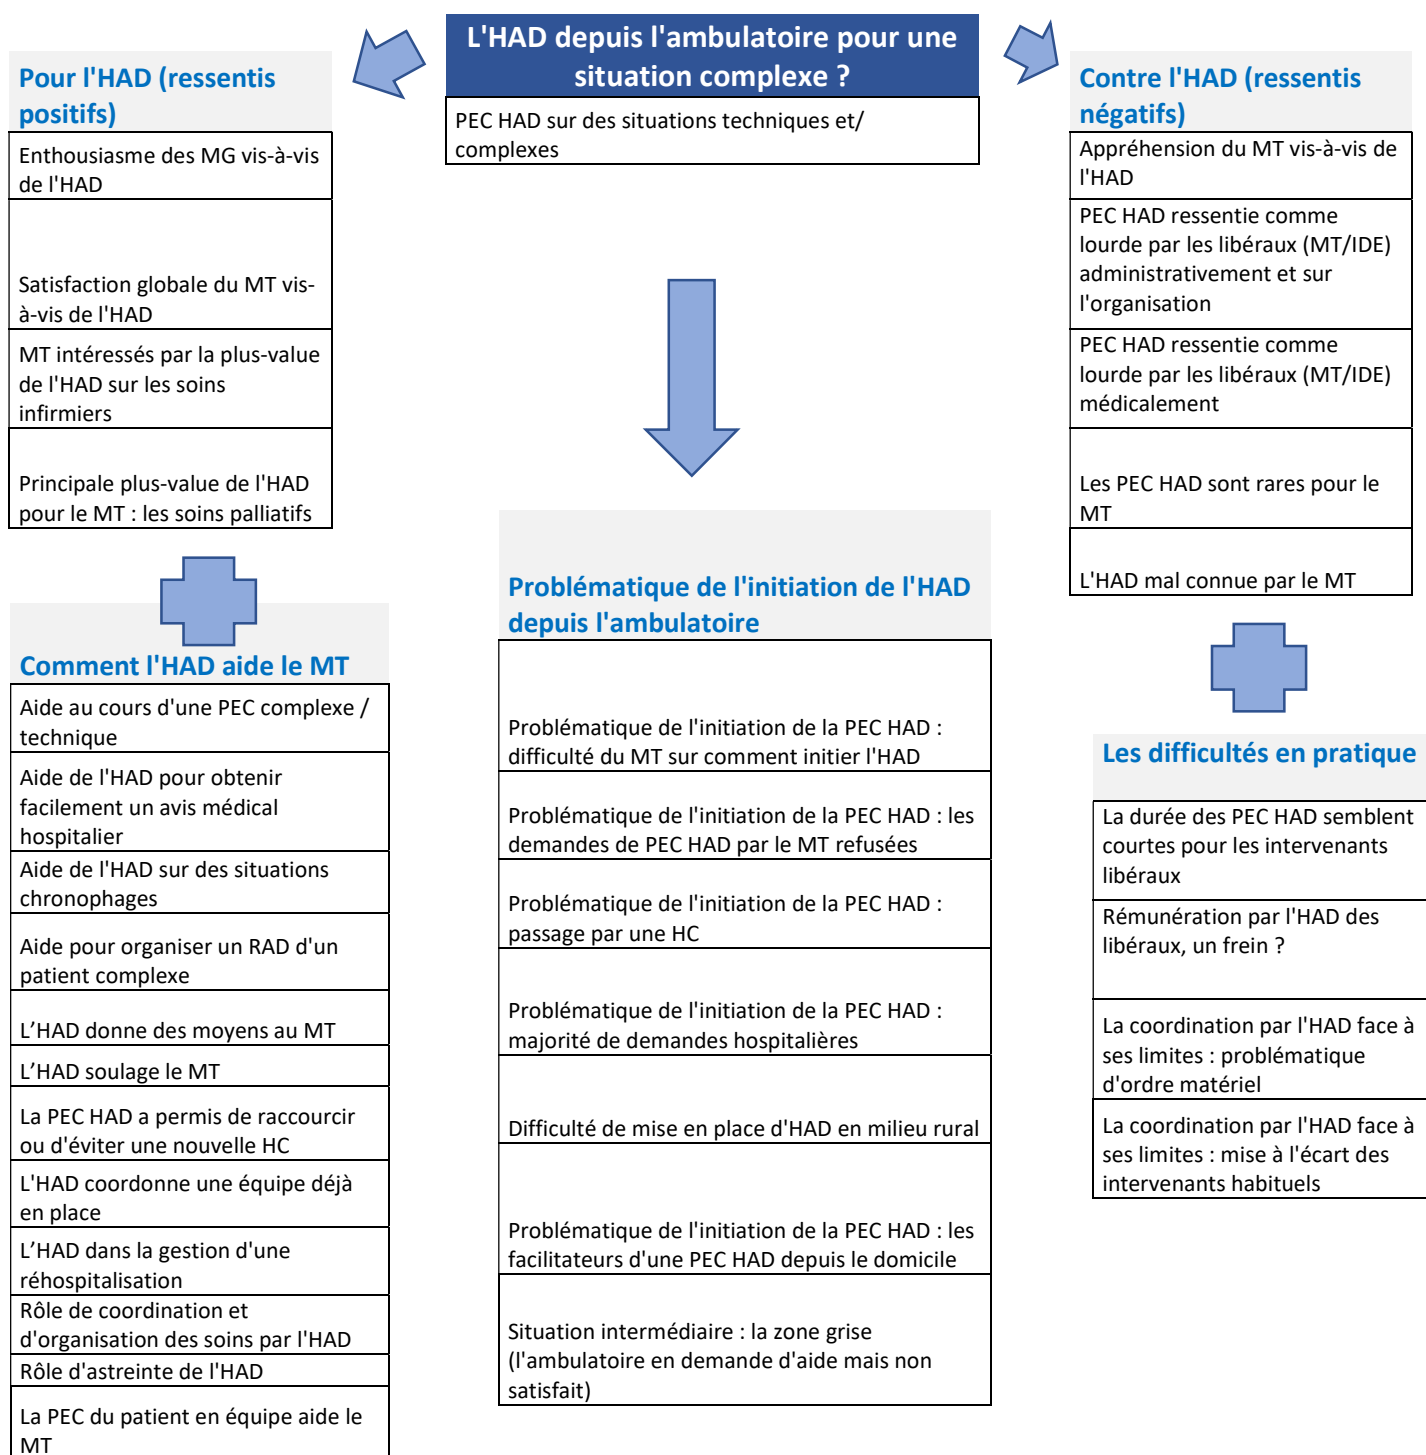 L'HAD depuis l'ambulatoire pour une
situation complexe ?
PEC HAD sur des situations techniques et/
complexes
Pour l'HAD (ressentis
positifs)
Enthousiasme des MG vis-à-vis
de l'HAD
Satisfaction globale du MT vis-
à-vis de l'HAD
MT intéressés par la plus-value
de l'HAD sur les soins
infirmiers
Principale plus-value de l'HAD
pour le MT : les soins palliatifs
Comment l'HAD aide le MT
Aide au cours d'une PEC complexe /
technique
Aide de l'HAD pour obtenir
facilement un avis médical
hospitalier
Aide de l'HAD sur des situations
chronophages
Aide pour organiser un RAD d'un
patient complexe
L’HAD donne des moyens au MT
L’HAD soulage le MT
La PEC HAD a permis de raccourcir
ou d'éviter une nouvelle HC
L'HAD coordonne une équipe déjà
en place
L’HAD dans la gestion d'une
réhospitalisation
Rôle de coordination et
d'organisation des soins par l'HAD
Rôle d'astreinte de l'HAD
La PEC du patient en équipe aide le
MT
Problématique de l'initiation de l'HAD
depuis l'ambulatoire
Problématique de l'initiation de la PEC HAD :
difficulté du MT sur comment initier l'HAD
Problématique de l'initiation de la PEC HAD : les
demandes de PEC HAD par le MT refusées
Problématique de l'initiation de la PEC HAD :
passage par une HC
Problématique de l'initiation de la PEC HAD :
majorité de demandes hospitalières
Difficulté de mise en place d'HAD en milieu rural
Problématique de l'initiation de la PEC HAD : les
facilitateurs d'une PEC HAD depuis le domicile
Situation intermédiaire : la zone grise
(l'ambulatoire en demande d'aide mais non
satisfait)
Contre l'HAD (ressentis
négatifs)
Appréhension du MT vis-à-vis de
l'HAD
PEC HAD ressentie comme
lourde par les libéraux (MT/IDE)
administrativement et sur
l'organisation
PEC HAD ressentie comme
lourde par les libéraux (MT/IDE)
médicalement
Les PEC HAD sont rares pour le
MT
L'HAD mal connue par le MT
Les difficultés en pratique
La durée des PEC HAD semblent
courtes pour les intervenants
libéraux
Rémunération par l'HAD des
libéraux, un frein ?
La coordination par l'HAD face à
ses limites : problématique
d'ordre matériel
La coordination par l'HAD face à
ses limites : mise à l'écart des
intervenants habituels